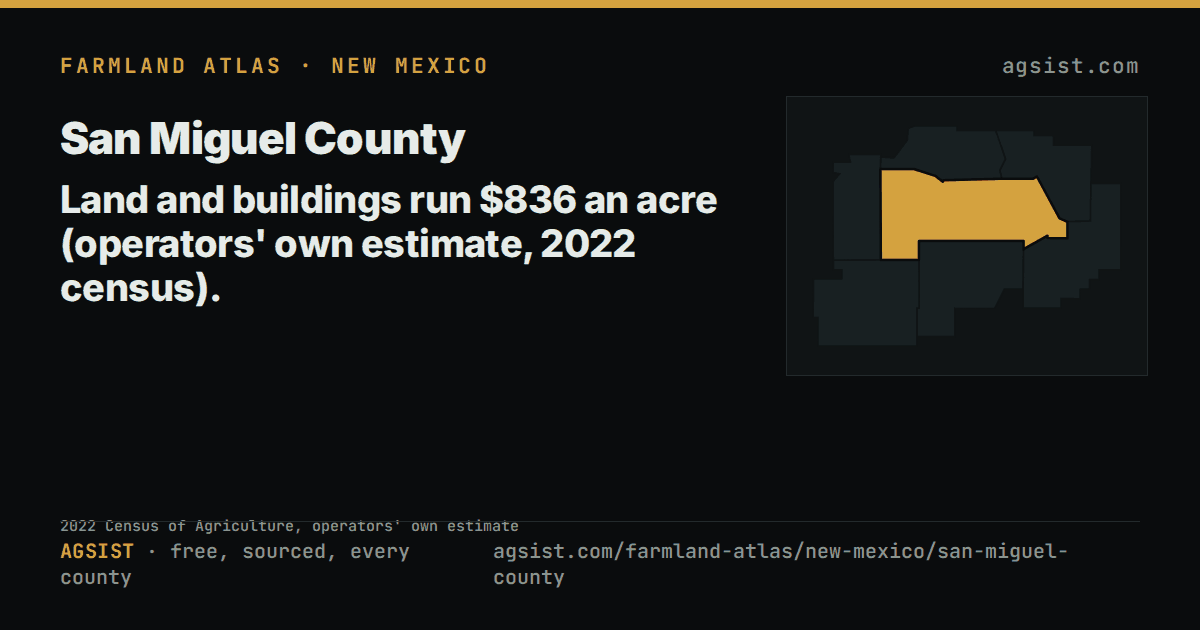 FARMLAND ATLAS · NEW MEXICO
agsist.com
San Miguel County
Land and buildings run $836 an acre
(operators' own estimate, 2022
census).
2022 Census of Agriculture, operators' own estimate
AGSIST · free, sourced, every
county
agsist.com/farmland-atlas/new-mexico/san-miguel-
county